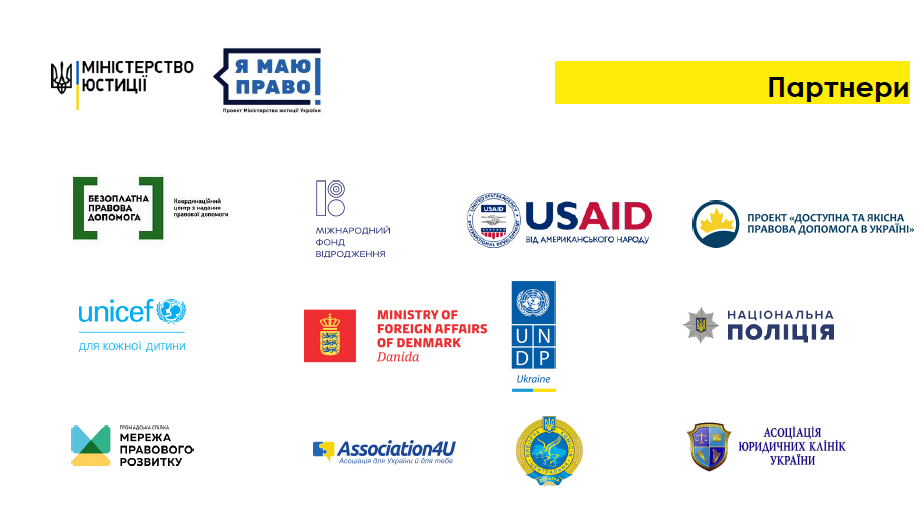 МІНІСТЕРСТВО
ЮСТИЦІЇ
Я МАЮ
ПРАВО!
Проект Міністерства юстиції України
Партнери
БЕЗОПЛАТНА
ПРАВОВА
ДОПОМОГА
Координаційний
центр з надання
правової допомоги
МІЖНАРОДНИЙ
ФОНД
ВІДРОДЖЕННЯ
USAID
USAID
ВІД АМЕРИКАНСЬКОГО НАРОДУ
ПРОЕКТ «ДОСТУПНА ТА ЯКІСНА
ПРАВОВА ДОПОМОГА В УКРАЇНІ»
unicef
ДЛЯ КОЖНОЇ ДИТИНИ
MINISTRY OF
FOREIGN AFFAIRS
OF DENMARK
Danida
UN
DP
Ukraine
НАЦІОНАЛЬНА
ПОЛІЦІЯ
ГРОМАДСЬКА СПІЛКА
МЕРЕЖА
ПРАВОВОГО
РОЗВИТКУ
Association4U
Асоціація для України й для тебе
АСОЦІАЦІЯ
ЮРИДИЧНИХ КЛІНІК
УКРАЇНИ